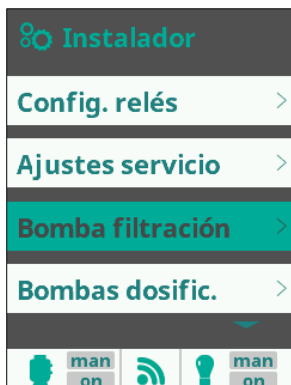 Instalador
Config. relés
Ajustes servicio
Bomba filtración
Bombas dosific.
man man
on on